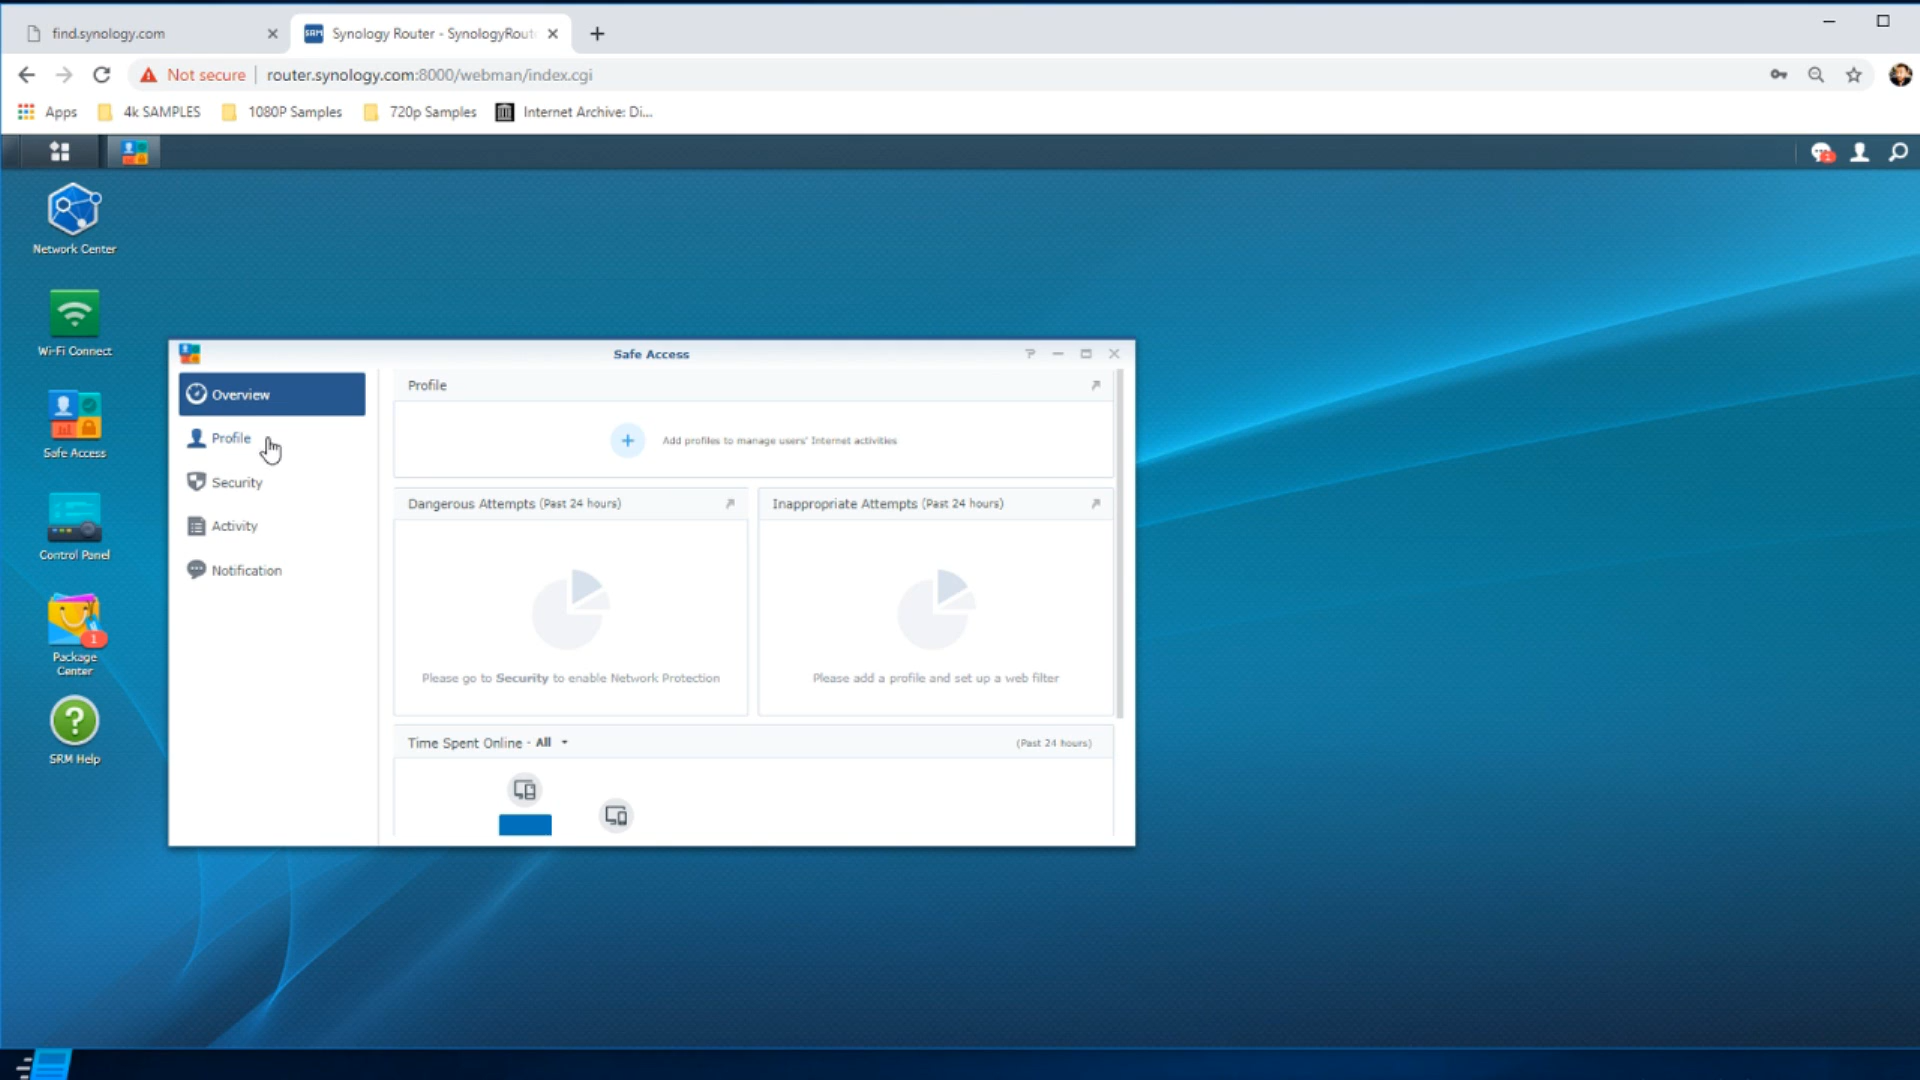 find.synology.com
SRM
Synology Router - SynologyRout
Not secure
router.synology.com:8000/webman/index.cgi
Apps
4k SAMPLES
1080P Samples
720p Samples
Internet Archive: Di...
Network Center
Wi-Fi Connect
Safe Access
Control Panel
1
Package
Center
?
SRM Help
Safe Access
?
Overview
Profile
Security
Activity
Notification
Profile
Add profiles to manage users' Internet activities
Dangerous Attempts (Past 24 hours)
Please go to Security to enable Network Protection
Inappropriate Attempts (Past 24 hours)
Please add a profile and set up a web filter
Time Spent Online - All
(Past 24 hours)